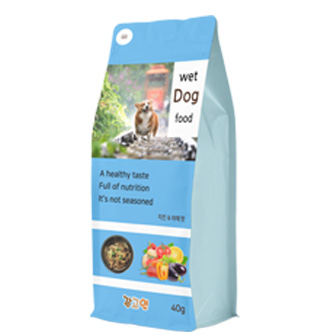 wet
Dog
food
A healthy taste
Full of nutrition
It's not seasoned
치킨 & 야채맛
40g